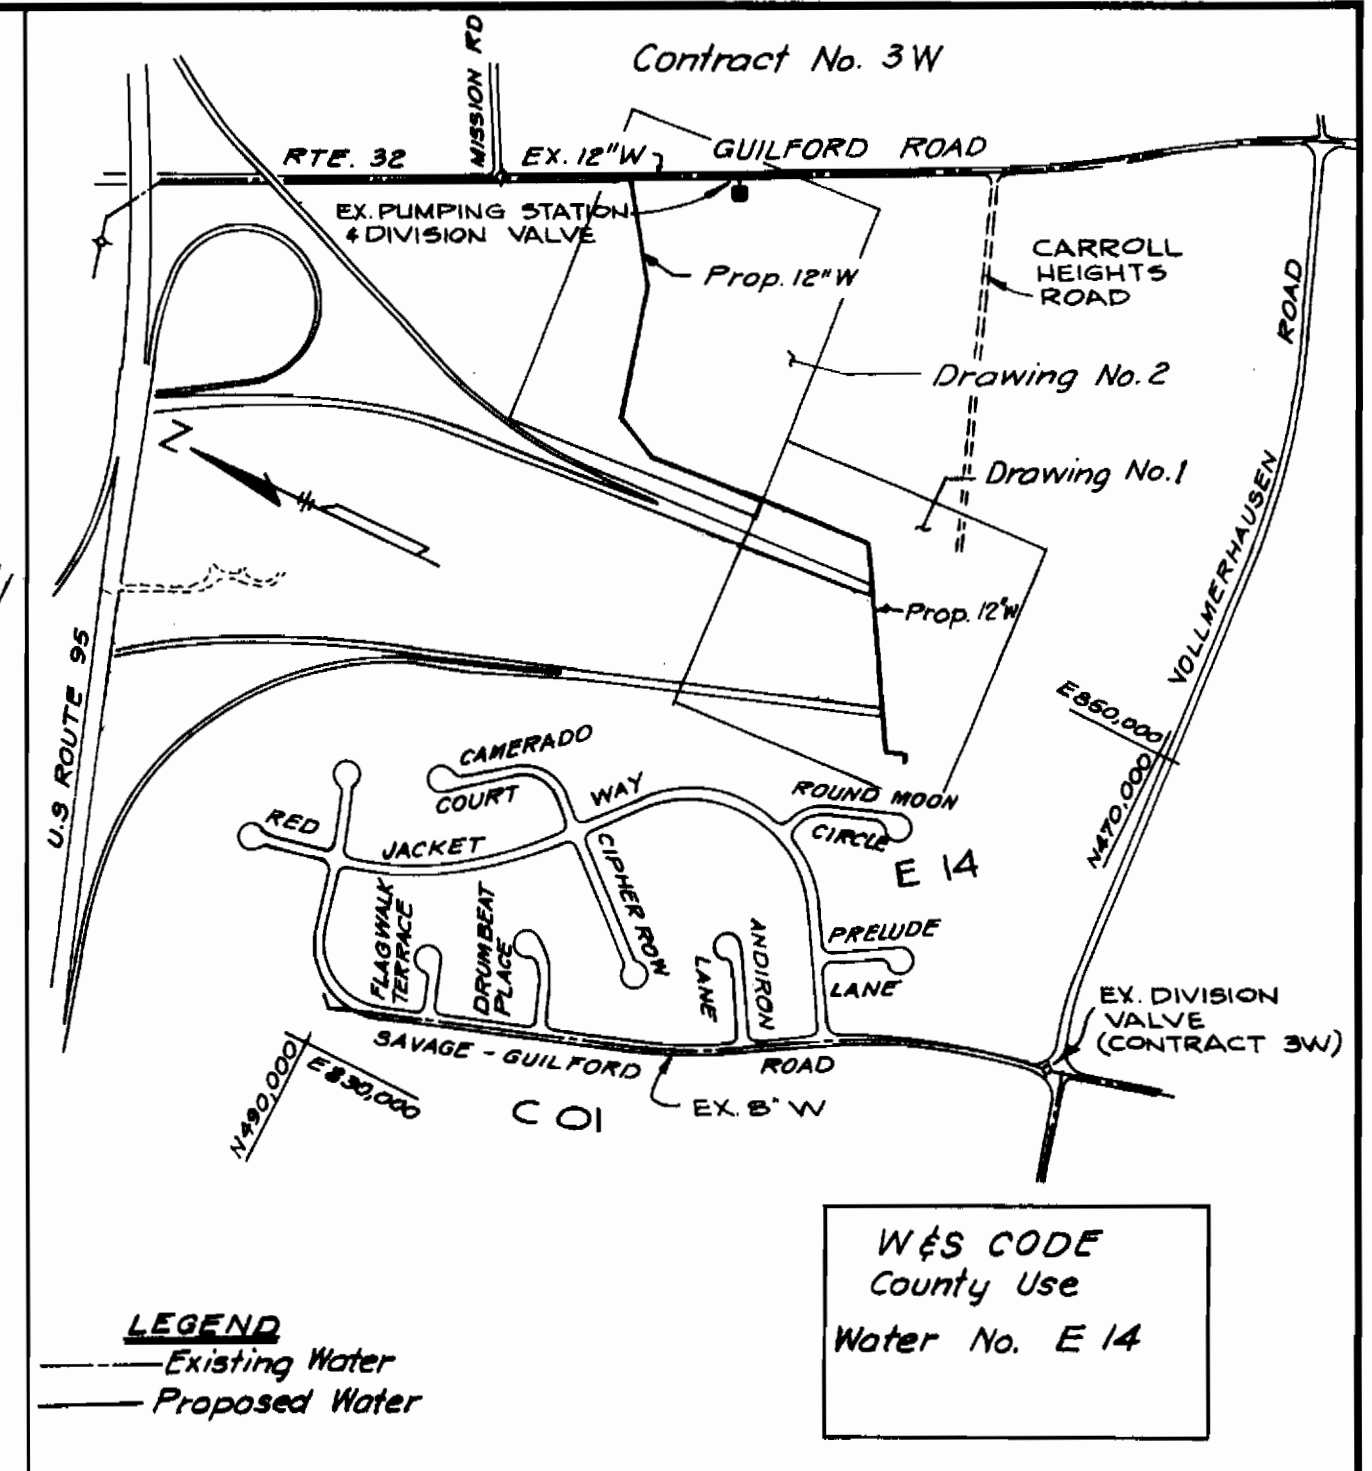 Contract No. 3W
MISSION RD
RTE. 32
EX. 12"W
GUILFORD ROAD
EX. PUMPING STATION
& DIVISION VALVE
Prop. 12"W
CARROLL
HEIGHTS
ROAD
Drawing No. 2
Drawing No. 1
N
Prop. 12"W
VOLLMERHAUSEN ROAD
U.S ROUTE 95
E 850,000
N470,000
CAMERADO
COURT
WAY
ROUND MOON
CIRCLE
RED
JACKET
CIPHER ROW
E 14
FLAGWALK
TERRACE
DRUMBEAT
PLACE
ANDIRON
LANE
PRELUDE
LANE
EX. DIVISION
VALVE
(CONTRACT 3W)
SAVAGE - GUILFORD ROAD
N490,000
E 830,000
C 01
EX. 8" W
W&S CODE
County Use
Water No. E 14
LEGEND
Existing Water
Proposed Water